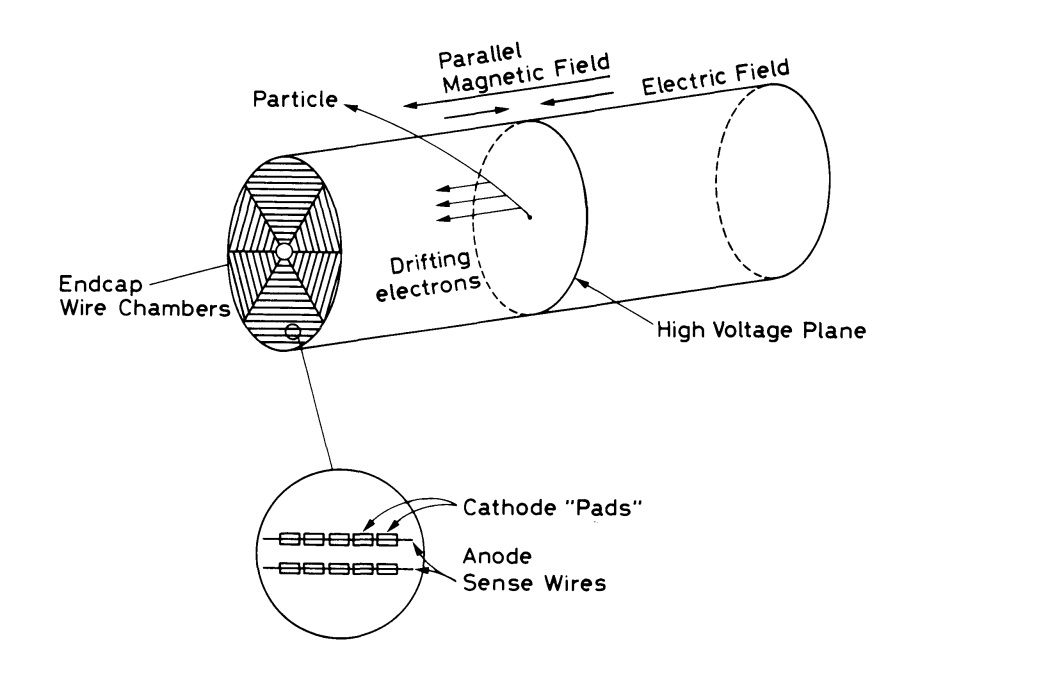 Parallel
Magnetic Field
Electric Field
Particle
Drifting
electrons
Endcap
Wire Chambers
High Voltage Plane
Cathode "Pads"
Anode
Sense Wires